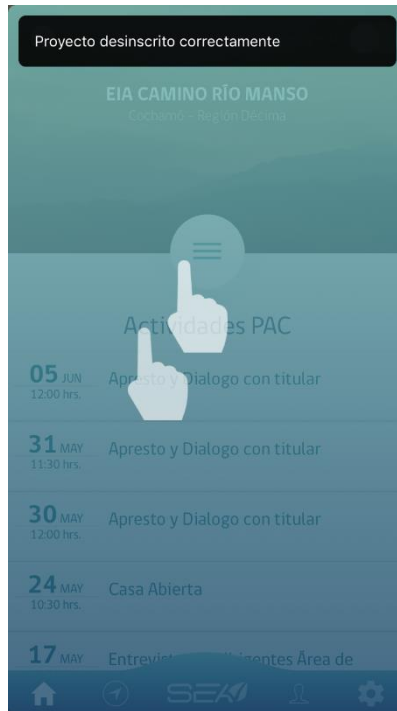 Proyecto desinscrito correctamente
EIA CAMINO RÍO MANSO
Cochamó - Región Décima
Actividades PAC
05 JUN
12:00 hrs.
Apresto y Dialogo con titular
31 MAY
11:30 hrs.
Apresto y Dialogo con titular
30 MAY
12:00 hrs.
Apresto y Dialogo con titular
24 MAY
10:30 hrs.
Casa Abierta
17 MAY
Área de
SEA